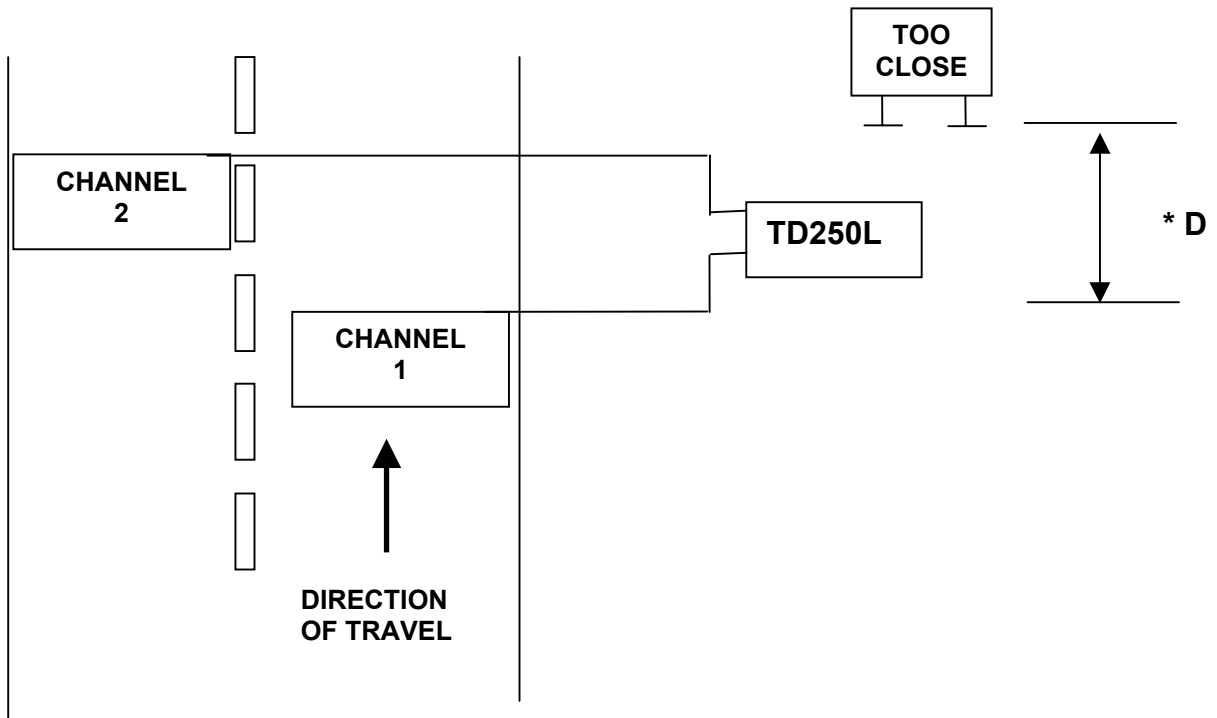 TOO
CLOSE
CHANNEL
2
TD250L
* D
CHANNEL
1
DIRECTION
OF TRAVEL